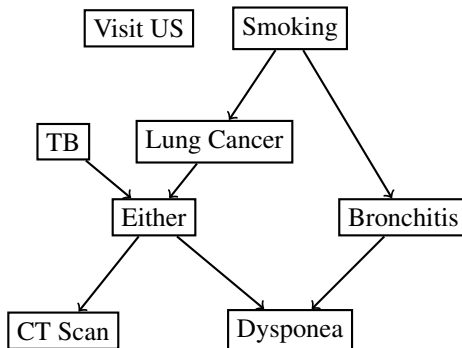 Visit US
Smoking
TB
Lung Cancer
Either
Bronchitis
CT Scan
Dysponea